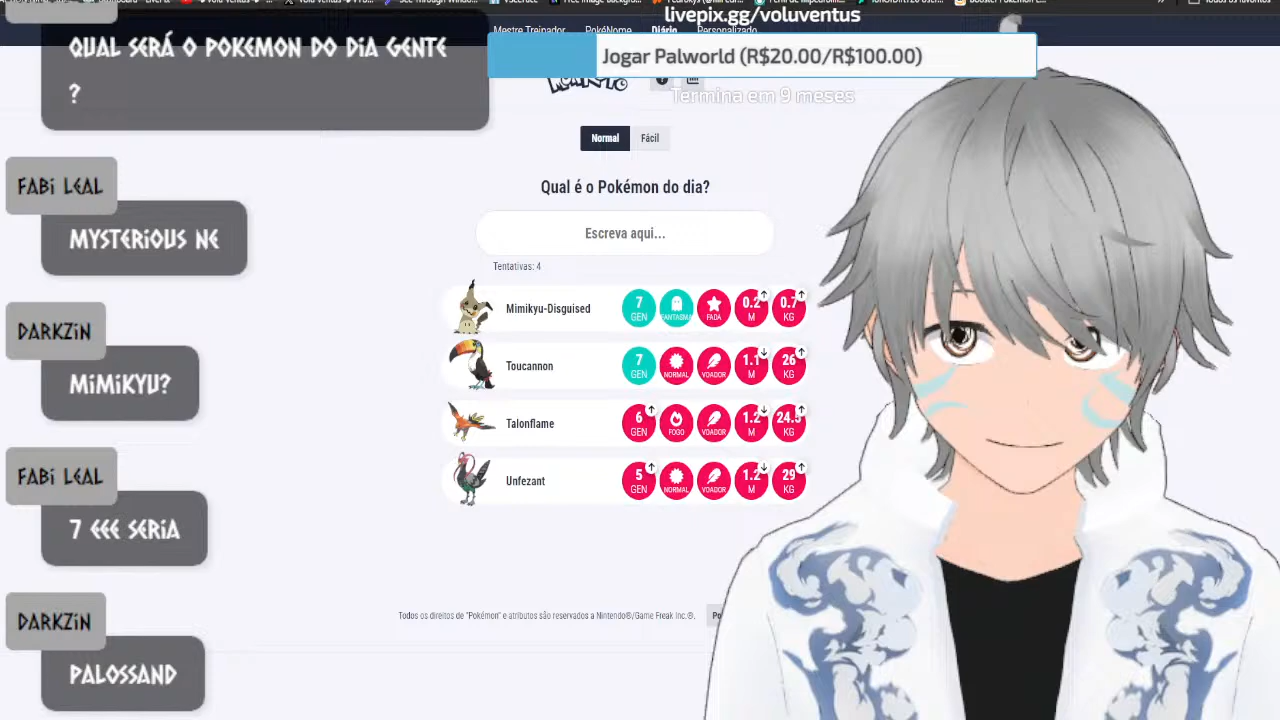 livepix.gg/voluventus
Mestre Treinador PokéNome Diário Personalizado
Jogar Palworld (R$20.00/R$100.00)
Termina em 9 meses
QUAL SERÁ O POKEMON DO DIA GENTE
?
FABI LEAL
MYSTERIOUS NE
DARKZIN
MIMIKYU?
FABI LEAL
7 EEE SERIA
DARKZIN
PALOSSAND
Normal Fácil
Qual é o Pokémon do dia?
Escreva aqui...
Tentativas: 4
Mimikyu-Disguised 7 GEN FANTASMA FADA 0.2 M 0.7 KG
Toucannon 7 GEN NORMAL VOADOR 1.1 M 26 KG
Talonflame 6 GEN FOGO VOADOR 1.2 M 24.5 KG
Unfezant 5 GEN NORMAL VOADOR 1.2 M 29 KG
Todos os direitos de "Pokémon" e atributos são reservados a Nintendo®/Game Freak Inc.®. Po